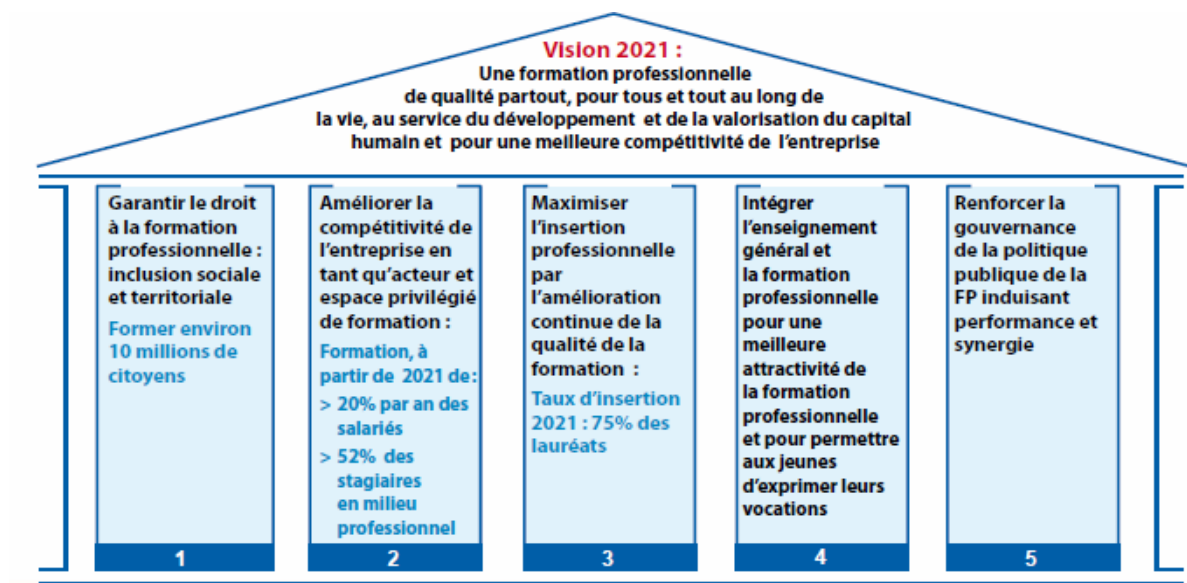 Vision 2021 :
Une formation professionnelle
de qualité partout, pour tous et tout au long de
la vie, au service du développement et de la valorisation du capital
humain et pour une meilleure compétitivité de l'entreprise
Garantir le droit
à la formation
professionnelle :
inclusion sociale
et territoriale
Former environ
10 millions de
citoyens
1
Améliorer la
compétitivité de
l'entreprise en
tant qu'acteur et
espace privilégié
de formation :
Formation, à
partir de 2021 de:
> 20% par an des
salariés
> 52% des
stagiaires
en milieu
professionnel
2
Maximiser
l'insertion
professionnelle
par
l'amélioration
continue de la
qualité de la
formation :
Taux d'insertion
2021 : 75% des
lauréats
3
Intégrer
l'enseignement
général et
la formation
professionnelle
pour une
meilleure
attractivité de
la formation
professionnelle
et pour permettre
aux jeunes
d'exprimer leurs
vocations
4
Renforcer la
gouvernance
de la politique
publique de la
FP induisant
performance et
synergie
5